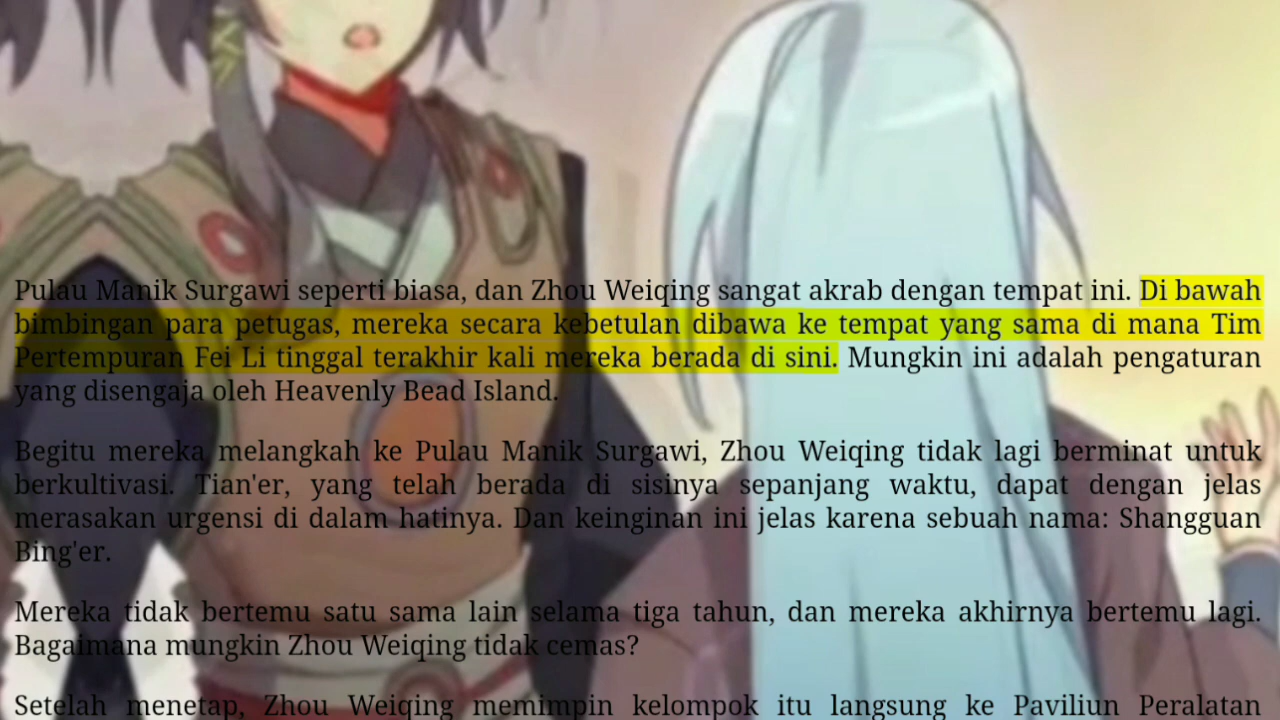 Pulau Manik Surgawi seperti biasa, dan Zhou Weiqing sangat akrab dengan tempat ini. Di bawah
bimbingan para petugas, mereka secara kebetulan dibawa ke tempat yang sama di mana Tim
Pertempuran Fei Li tinggal terakhir kali mereka berada di sini. Mungkin ini adalah pengaturan
yang disengaja oleh Heavenly Bead Island.
Begitu mereka melangkah ke Pulau Manik Surgawi, Zhou Weiqing tidak lagi berminat untuk
berkultivasi. Tian'er, yang telah berada di sisinya sepanjang waktu, dapat dengan jelas
merasakan urgensi di dalam hatinya. Dan keinginan ini jelas karena sebuah nama: Shangguan
Bing'er.
Mereka tidak bertemu satu sama lain selama tiga tahun, dan mereka akhirnya bertemu lagi.
Bagaimana mungkin Zhou Weiqing tidak cemas?
Setelah menetap, Zhou Weiqing memimpin kelompok itu langsung ke Paviliun Peralatan